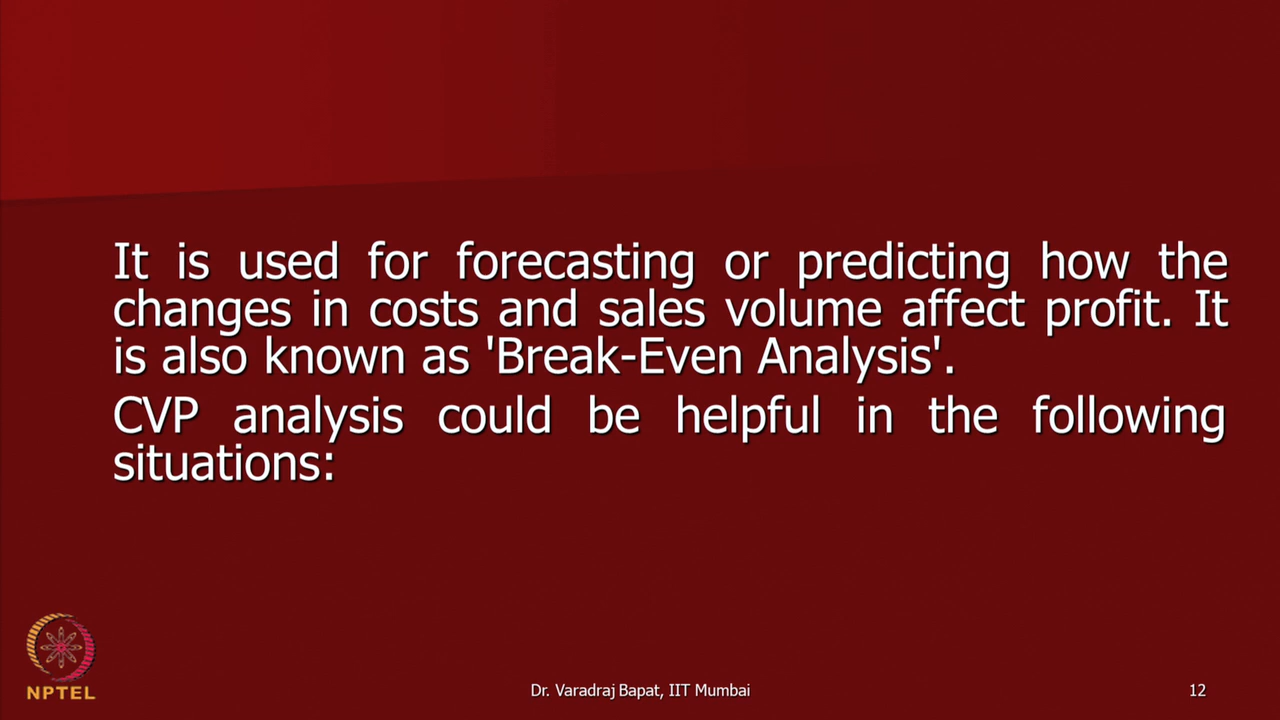 It is used for forecasting or predicting how the
changes in costs and sales volume affect profit. It
is also known as 'Break-Even Analysis'.
CVP analysis could be helpful in the following
situations:
NPTEL
Dr. Varadraj Bapat, IIT Mumbai
12